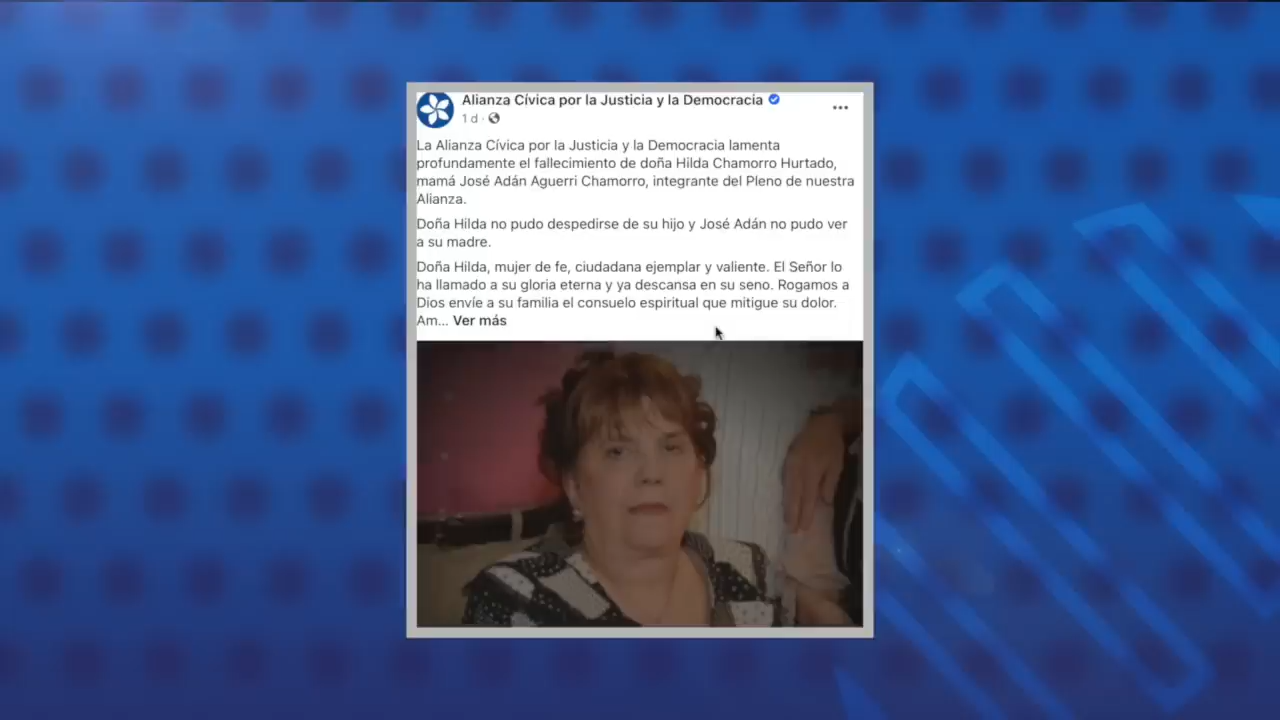 Alianza Cívica por la Justicia y la Democracia
1 d ·
La Alianza Cívica por la Justicia y la Democracia lamenta
profundamente el fallecimiento de doña Hilda Chamorro Hurtado,
mamá José Adán Aguerri Chamorro, integrante del Pleno de nuestra
Alianza.
Doña Hilda no pudo despedirse de su hijo y José Adán no pudo ver
a su madre.
Doña Hilda, mujer de fe, ciudadana ejemplar y valiente. El Señor lo
ha llamado a su gloria eterna y ya descansa en su seno. Rogamos a
Dios envíe a su familia el consuelo espiritual que mitigue su dolor.
Am... Ver más